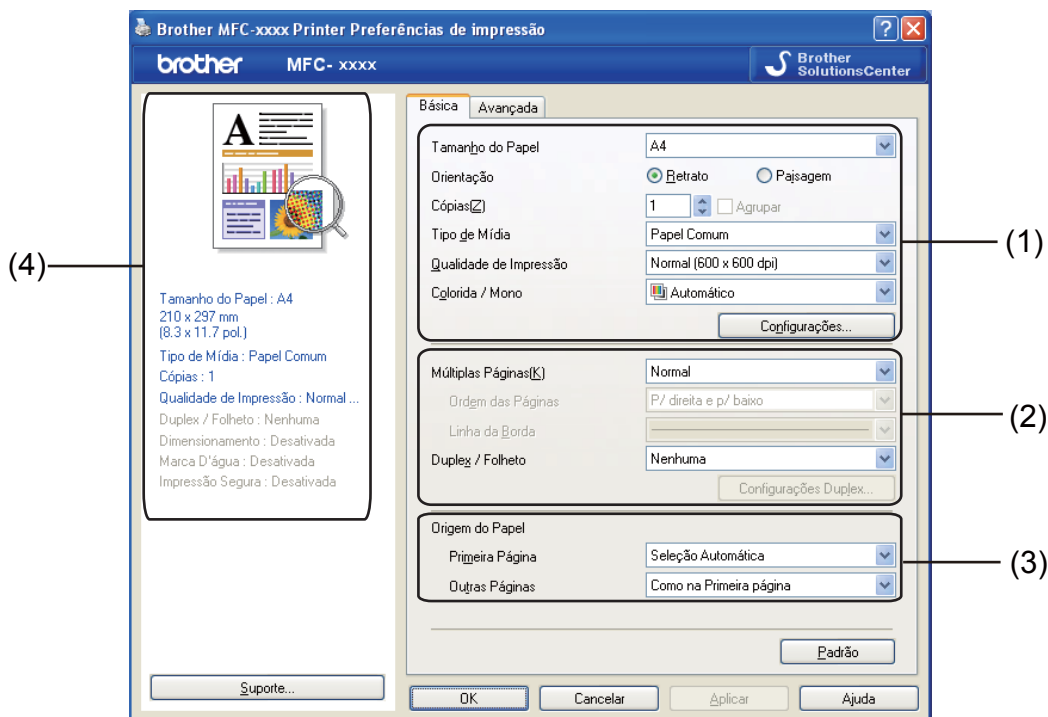 Brother MFC-xxxx Printer Preferências de impressão
brother MFC- xxxx
Brother
SolutionsCenter
Básica Avançada
A
Tamanho do Papel : A4
210 x 297 mm
(8.3 x 11.7 pol.)
Tipo de Mídia : Papel Comum
Cópias : 1
Qualidade de Impressão : Normal ...
Duplex / Folheto : Nenhuma
Dimensionamento : Desativada
Marca D'água : Desativada
Impressão Segura : Desativada
(4)
Suporte...
Tamanho do Papel A4
Orientação Retrato Paisagem
Cópias(Z) 1 Agrupar
Tipo de Mídia Papel Comum
Qualidade de Impressão Normal (600 x 600 dpi)
Colorida / Mono Automático
Configurações...
(1)
Múltiplas Páginas(K) Normal
Ordem das Páginas P/ direita e p/ baixo
Linha da Borda
Duplex / Folheto Nenhuma
Configurações Duplex...
(2)
Origem do Papel
Primeira Página Seleção Automática
Outras Páginas Como na Primeira página
(3)
Padrão
OK Cancelar Aplicar Ajuda